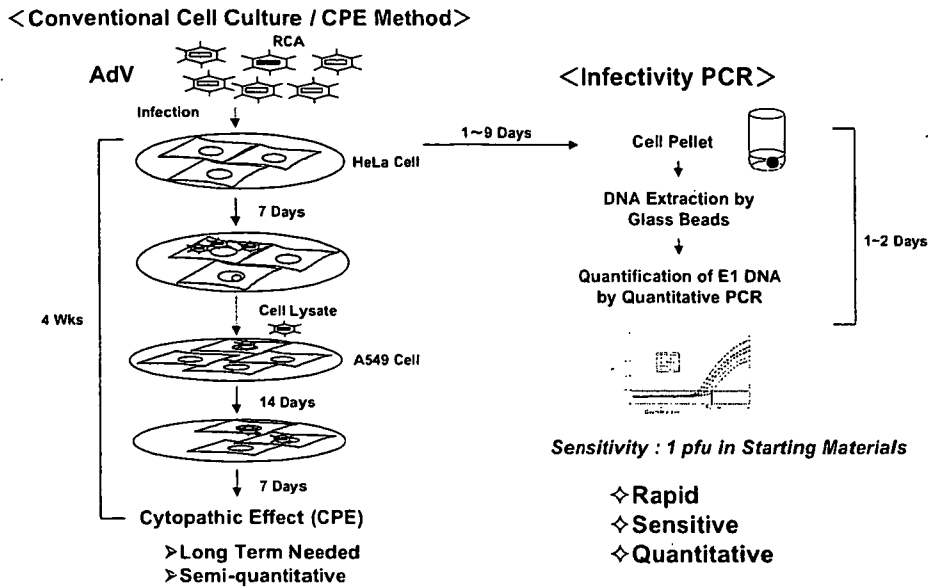 <Conventional Cell Culture / CPE Method>
RCA
AdV
Infection
HeLa Cell
7 Days
Cell Lysate
A549 Cell
14 Days
7 Days
4 Wks
Cytopathic Effect (CPE)
➢Long Term Needed
➢Semi-quantitative
<Infectivity PCR>
1~9 Days
Cell Pellet
DNA Extraction by
Glass Beads
Quantification of E1 DNA
by Quantitative PCR
1~2 Days
Sensitivity : 1 pfu in Starting Materials
✧Rapid
✧Sensitive
✧Quantitative